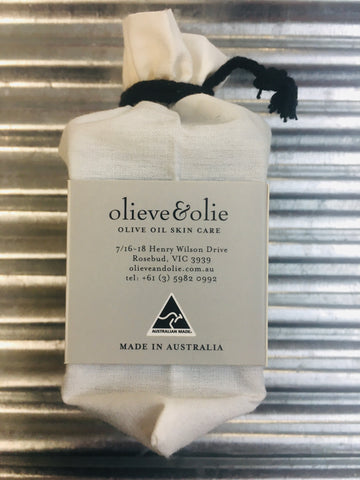 olieve&olie
OLIVE OIL SKIN CARE
7/16-18 Henry Wilson Drive
Rosebud, VIC 3939
olieveandolie.com.au
tel: +61 (3) 5982 0992
AUSTRALIAN MADE
MADE IN AUSTRALIA